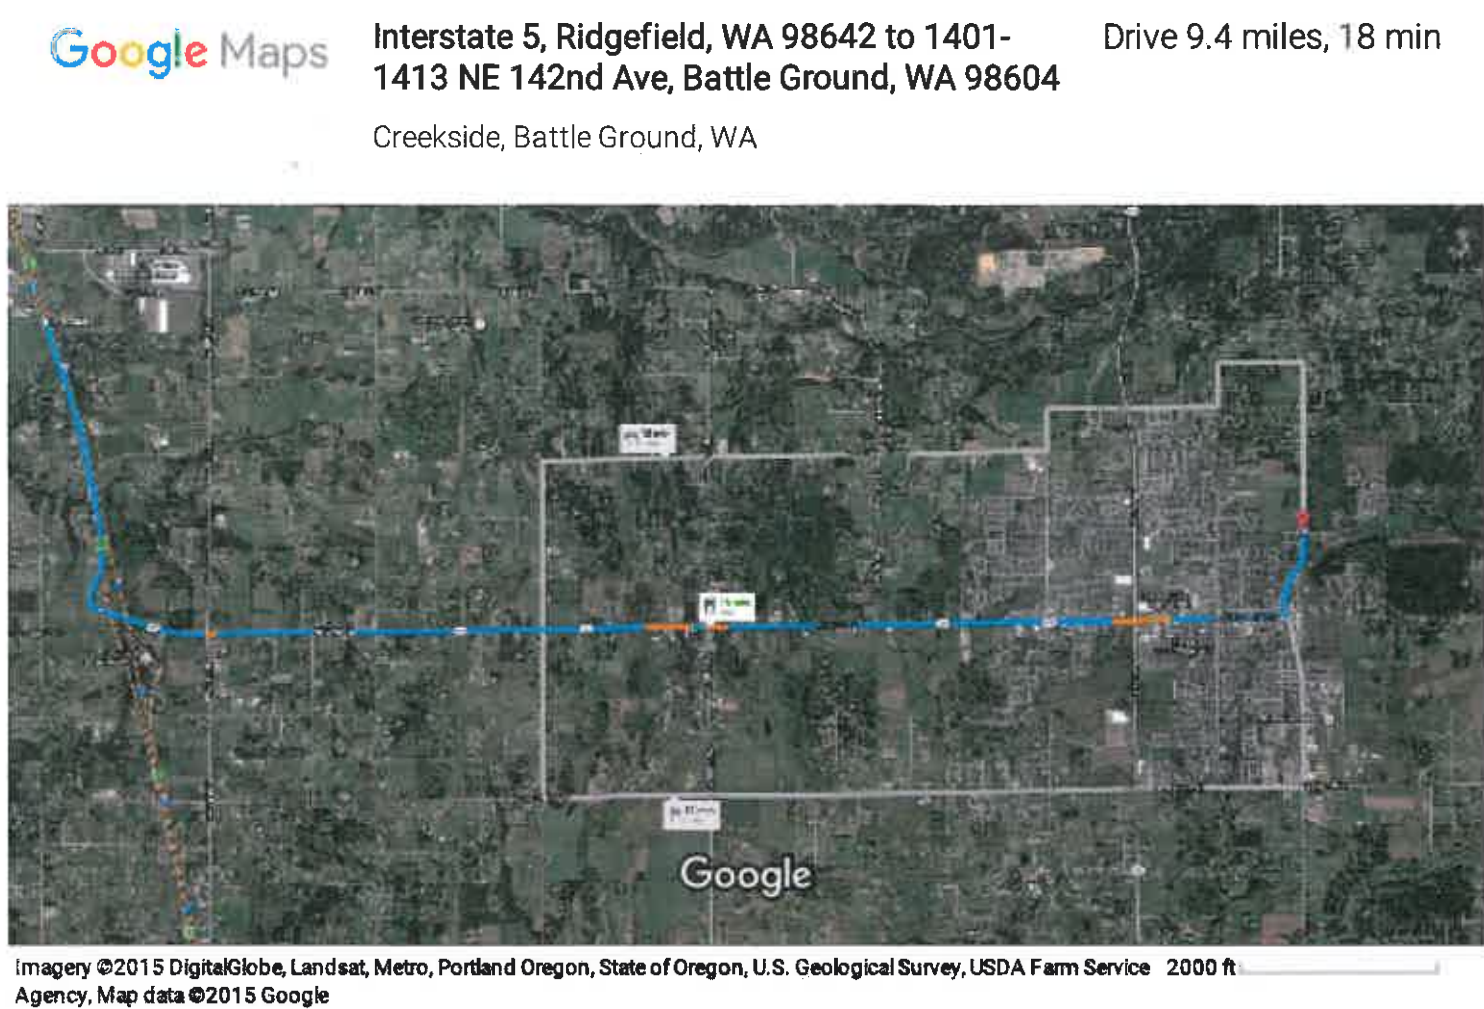 Google Maps
Interstate 5, Ridgefield, WA 98642 to 1401-
1413 NE 142nd Ave, Battle Ground, WA 98604
Drive 9.4 miles, 18 min
Creekside, Battle Ground, WA
Google
Imagery ©2015 DigitalGlobe, Landsat, Metro, Portland Oregon, State of Oregon, U.S. Geological Survey, USDA Farm Service
2000 ft
Agency, Map data ©2015 Google